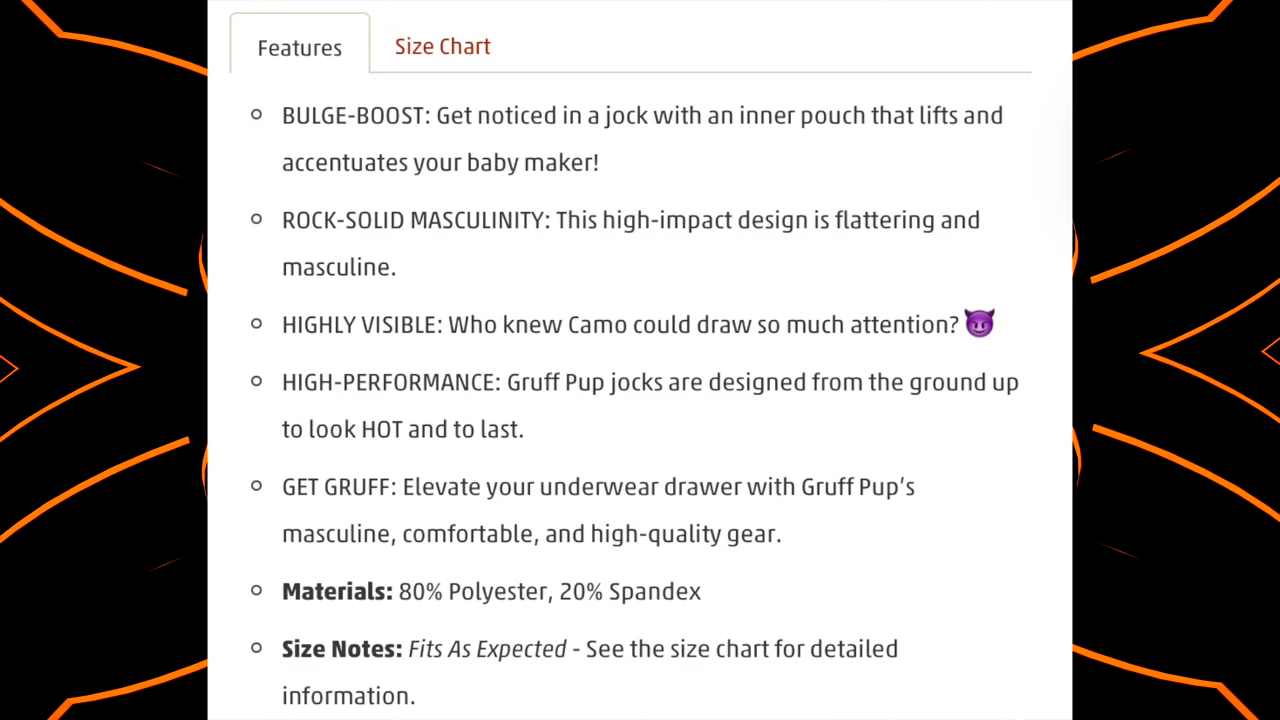 Features
Size Chart
BULGE-BOOST: Get noticed in a jock with an inner pouch that lifts and
accentuates your baby maker!
ROCK-SOLID MASCULINITY: This high-impact design is flattering and
masculine.
HIGHLY VISIBLE: Who knew Camo could draw so much attention? 😈
HIGH-PERFORMANCE: Gruff Pup jocks are designed from the ground up
to look HOT and to last.
GET GRUFF: Elevate your underwear drawer with Gruff Pup’s
masculine, comfortable, and high-quality gear.
Materials: 80% Polyester, 20% Spandex
Size Notes: Fits As Expected - See the size chart for detailed
information.